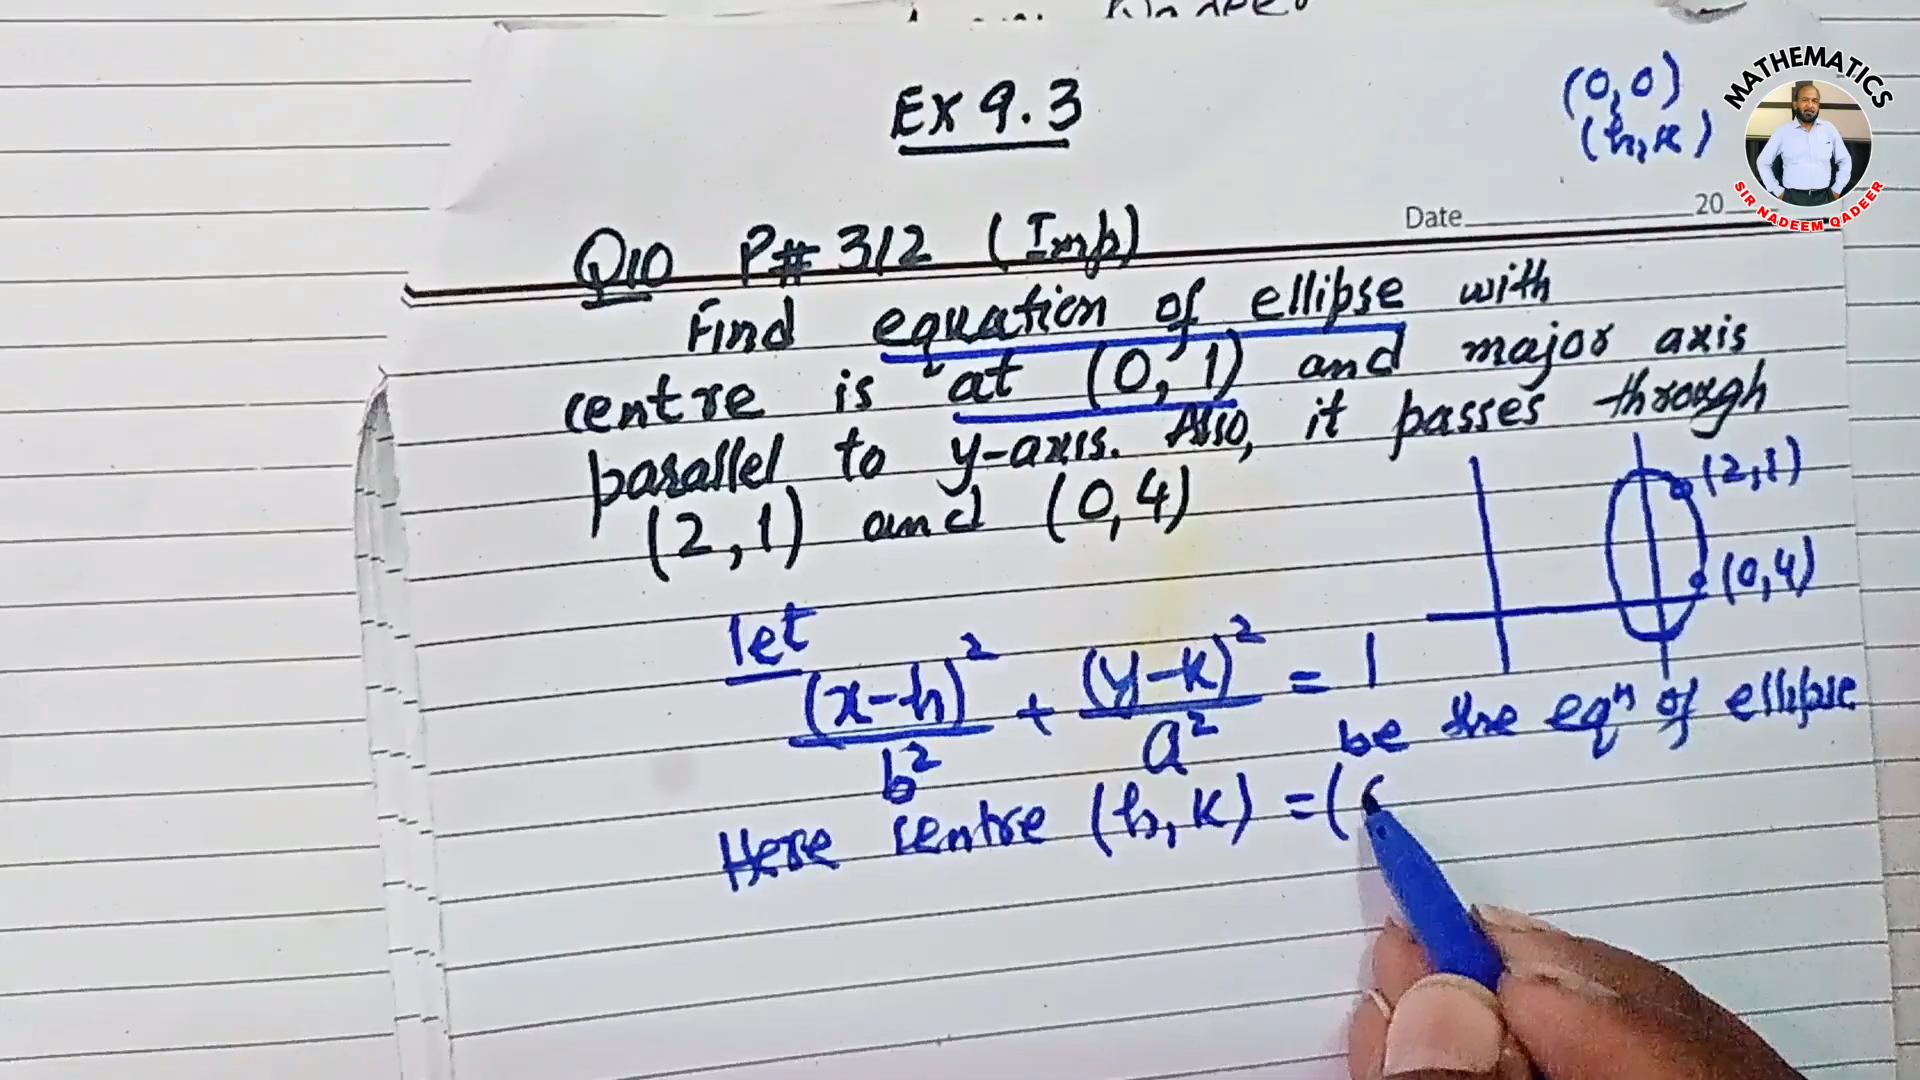 Ex 9.3
(0,0)
(h,k)
MATHEMATICS
SIR NADEEM QADEER
Date 20
Q10 P# 312 (Imp)
Find equation of ellipse with
centre is at (0,1) and major axis
parallel to y-axis. Also, it passes through
(2,1) and (0,4)
(2,1)
(0,4)
let
(x-h)²/b² + (y-k)²/a² = 1
be the eqⁿ of ellipse
Here centre (h,k) = (